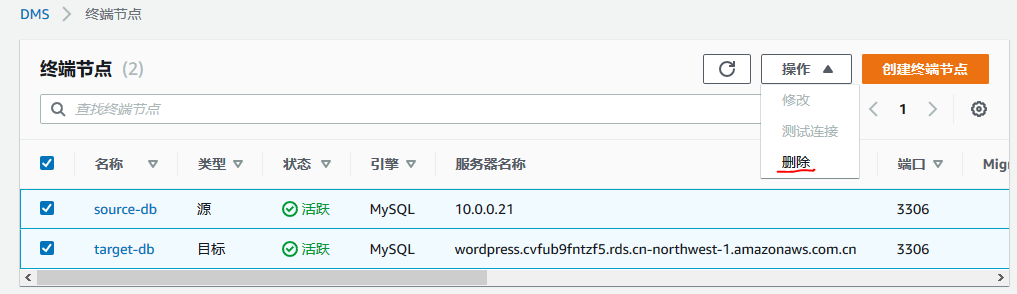 DMS > 终端节点
终端节点 (2)
操作 ▲
创建终端节点
查找终端节点
修改
测试连接
删除
< 1 >
名称 类型 状态 引擎 服务器名称 端口 Mig
source-db 源 活跃 MySQL 10.0.0.21 3306
target-db 目标 活跃 MySQL wordpress.cvfub9fntzf5.rds.cn-northwest-1.amazonaws.com.cn 3306